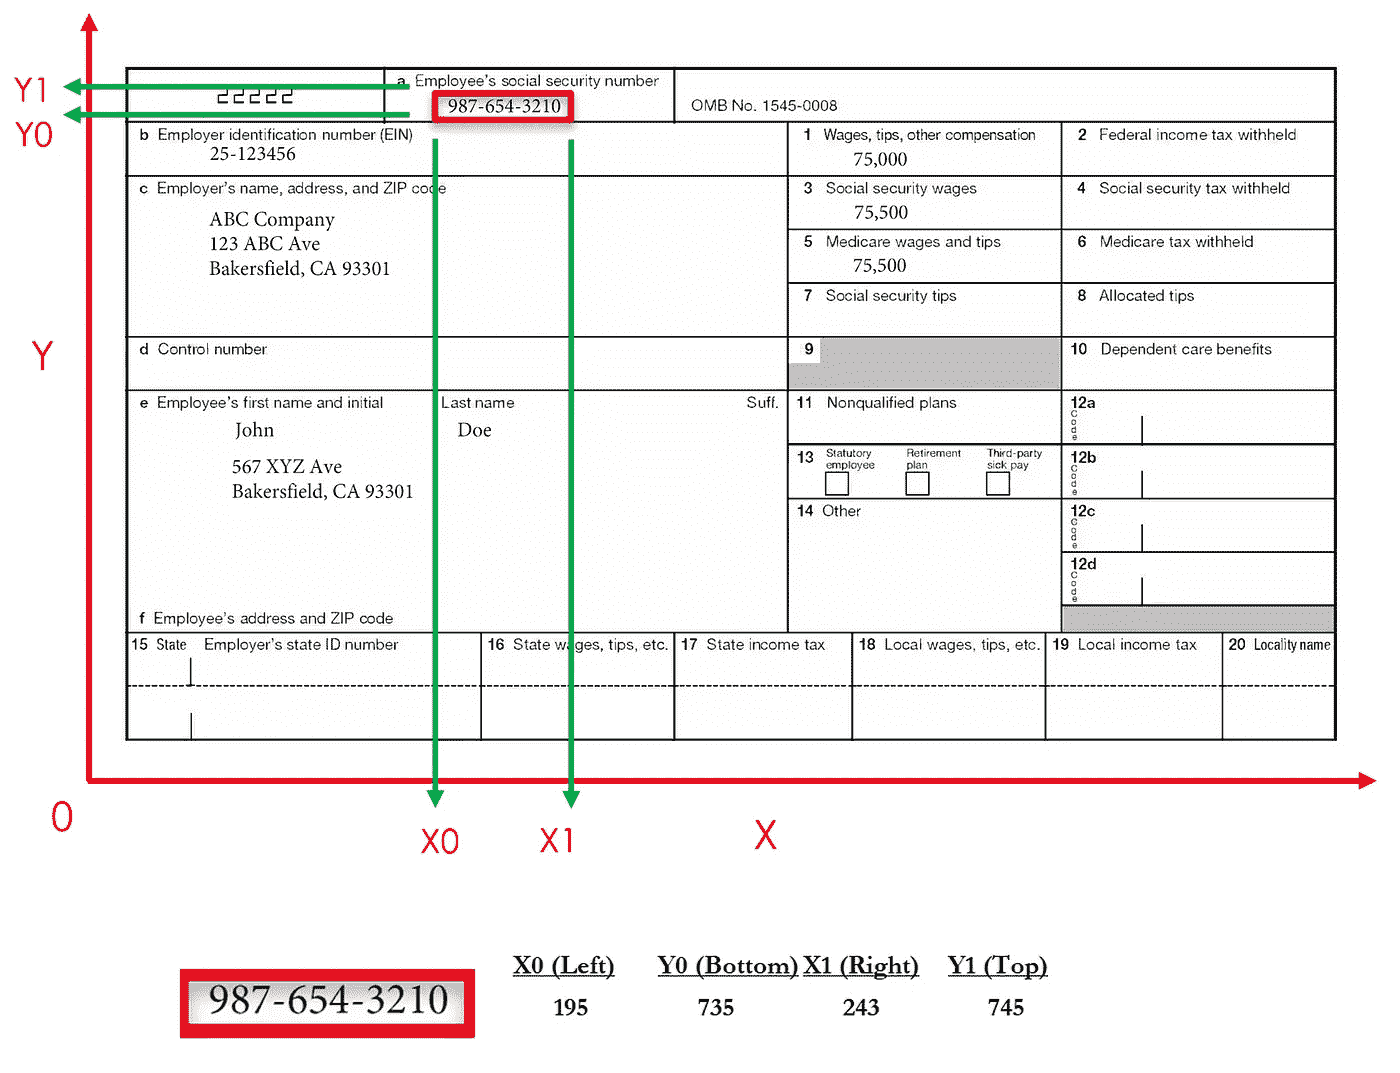 Y1
Y0
22222
a Employee's social security number
987-654-3210
OMB No. 1545-0008
b Employer identification number (EIN)
25-123456
1 Wages, tips, other compensation
75,000
2 Federal income tax withheld
c Employer's name, address, and ZIP code
ABC Company
123 ABC Ave
Bakersfield, CA 93301
3 Social security wages
75,500
4 Social security tax withheld
5 Medicare wages and tips
75,500
6 Medicare tax withheld
7 Social security tips
8 Allocated tips
Y
d Control number
9
10 Dependent care benefits
e Employee's first name and initial
Last name
Suff.
John
Doe
567 XYZ Ave
Bakersfield, CA 93301
11 Nonqualified plans
12a
Code
13 Statutory employee
Retirement plan
Third-party sick pay
12b
Code
14 Other
12c
Code
12d
Code
f Employee's address and ZIP code
15 State
Employer's state ID number
16 State wages, tips, etc.
17 State income tax
18 Local wages, tips, etc.
19 Local income tax
20 Locality name
0
X0
X1
X
X0 (Left) Y0 (Bottom) X1 (Right) Y1 (Top)
987-654-3210
195 735 243 745